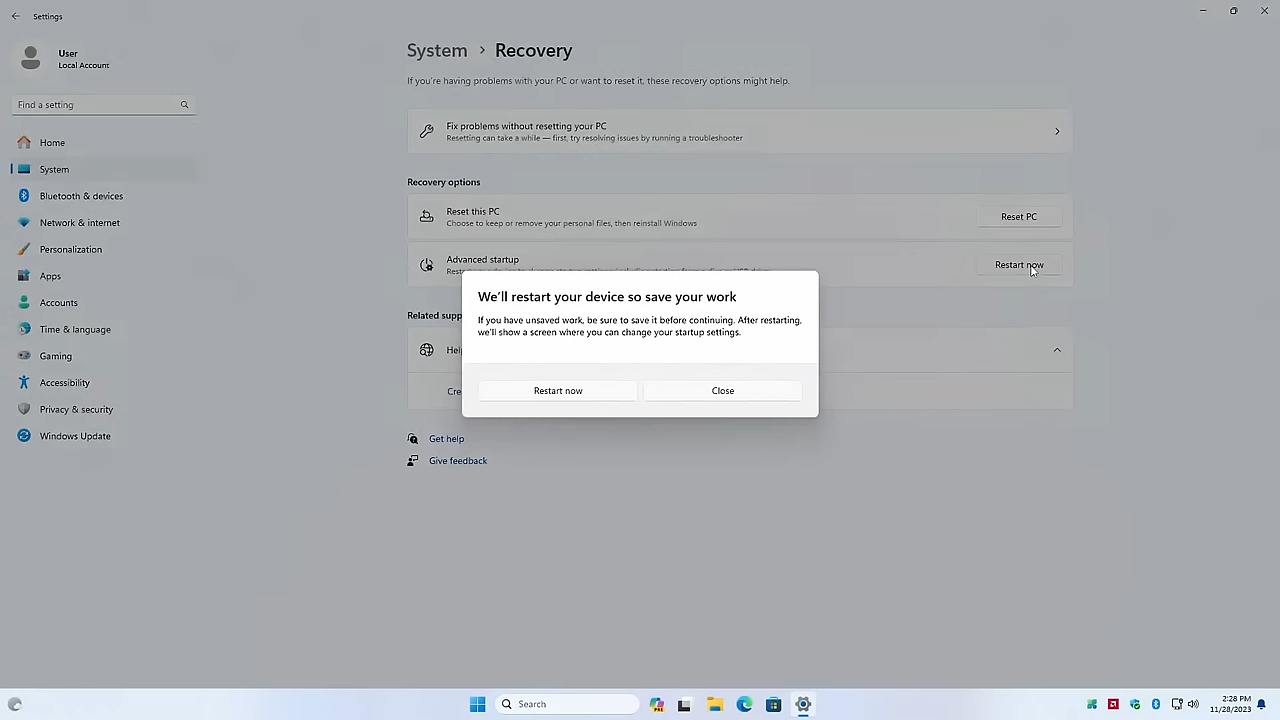 Settings
User
Local Account
Find a setting
Home
System
Bluetooth & devices
Network & internet
Personalization
Apps
Accounts
Time & language
Gaming
Accessibility
Privacy & security
Windows Update
System > Recovery
If you're having problems with your PC or want to reset it, these recovery options might help.
Fix problems without resetting your PC
Resetting can take a while — first, try resolving issues by running a troubleshooter
Recovery options
Reset this PC
Choose to keep or remove your personal files, then reinstall Windows
Reset PC
Advanced startup
Restart now
Related supp
Hel
Cre
We'll restart your device so save your work
If you have unsaved work, be sure to save it before continuing. After restarting,
we'll show a screen where you can change your startup settings.
Restart now
Close
Get help
Give feedback
Search
2:28 PM
11/28/2023